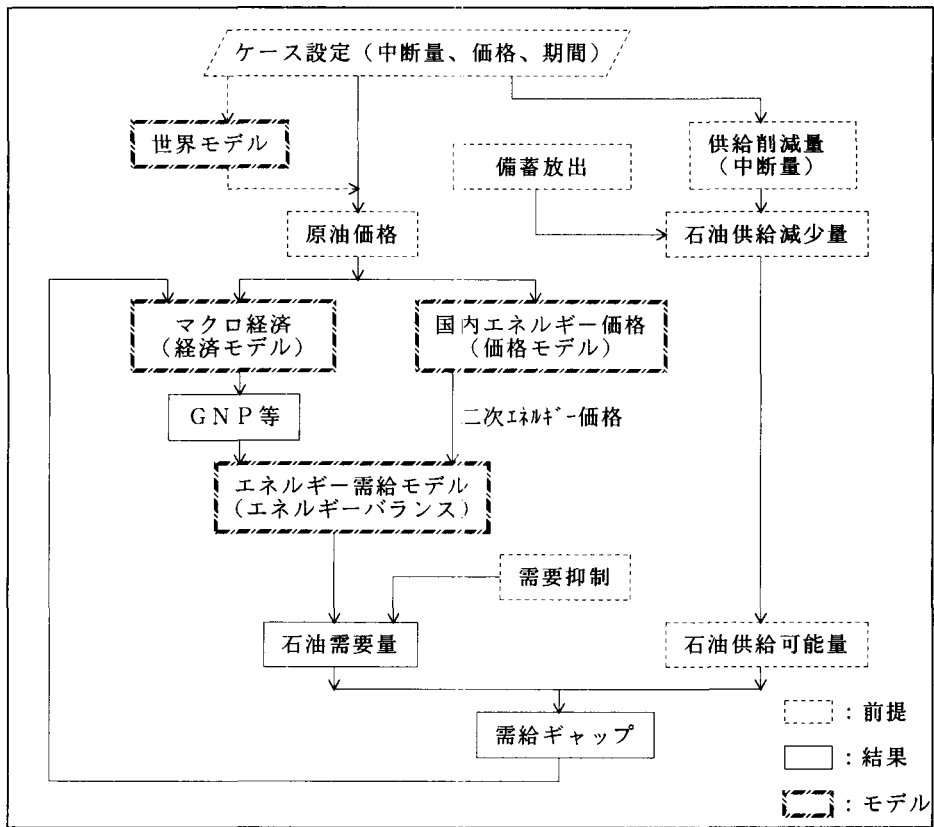 ケース設定（中断量、価格、期間）
世界モデル
備蓄放出
供給削減量
（中断量）
原油価格
石油供給減少量
マクロ経済
（経済モデル）
国内エネルギー価格
（価格モデル）
GNP等
二次エネルギー価格
エネルギー需給モデル
（エネルギーバランス）
需要抑制
石油需要量
石油供給可能量
需給ギャップ
：前提
：結果
：モデル